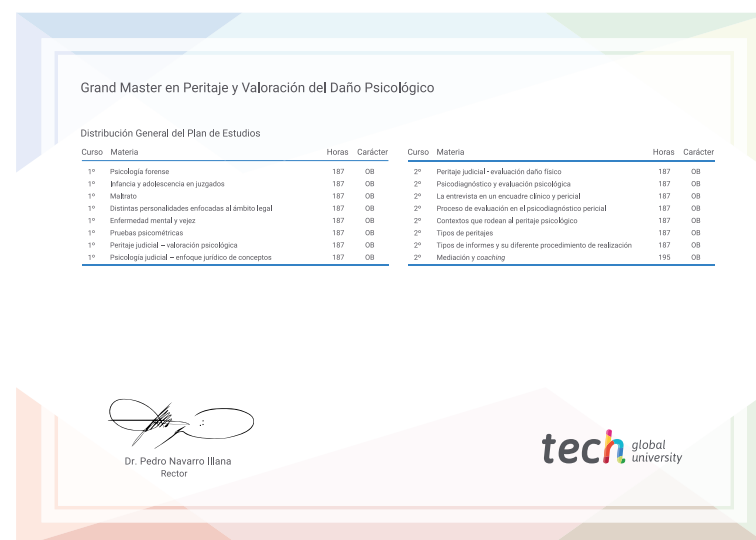 Grand Master en Peritaje y Valoración del Daño Psicológico
Distribución General del Plan de Estudios
Curso Materia Horas Carácter
1º Psicología forense 187 OB
1º Infancia y adolescencia en juzgados 187 OB
1º Maltrato 187 OB
1º Distintas personalidades enfocadas al ámbito legal 187 OB
1º Enfermedad mental y vejez 187 OB
1º Pruebas psicométricas 187 OB
1º Peritaje judicial – valoración psicológica 187 OB
1º Psicología judicial – enfoque jurídico de conceptos 187 OB
Curso Materia Horas Carácter
2º Peritaje judicial - evaluación daño físico 187 OB
2º Psicodiagnóstico y evaluación psicológica 187 OB
2º La entrevista en un encuadre clínico y pericial 187 OB
2º Proceso de evaluación en el psicodiagnóstico pericial 187 OB
2º Contextos que rodean al peritaje psicológico 187 OB
2º Tipos de peritajes 187 OB
2º Tipos de informes y su diferente procedimiento de realización 187 OB
2º Mediación y coaching 195 OB
Dr. Pedro Navarro Illana
Rector
tech global
university